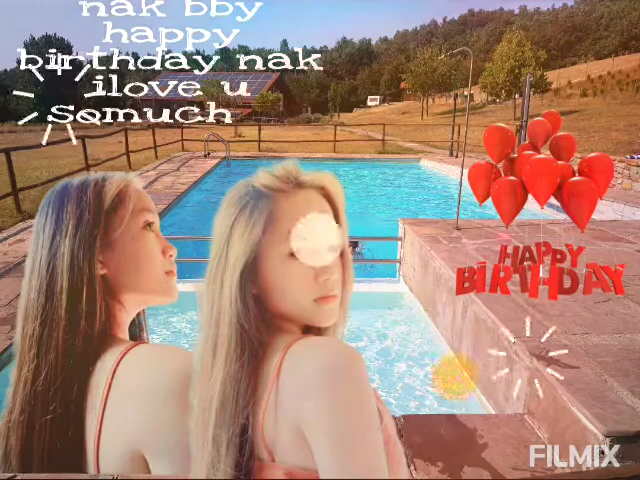 nak bby
happy
birthday nak
ilove u
somuch
HAPPY
BIRTHDAY
FILMIX